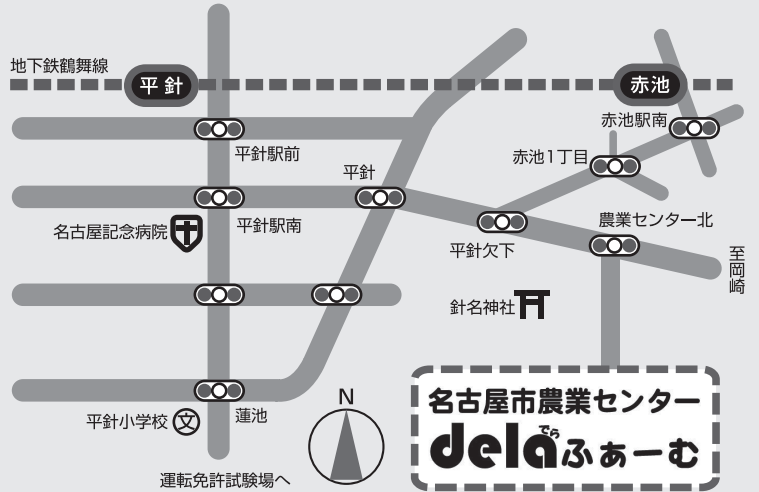 地下鉄鶴舞線
平針
赤池
赤池駅南
平針駅前
赤池1丁目
平針
名古屋記念病院
平針駅南
農業センター北
平針欠下
至岡崎
針名神社
N
名古屋市農業センター
delaでらふぁーむ
平針小学校
文
蓮池
運転免許試験場へ